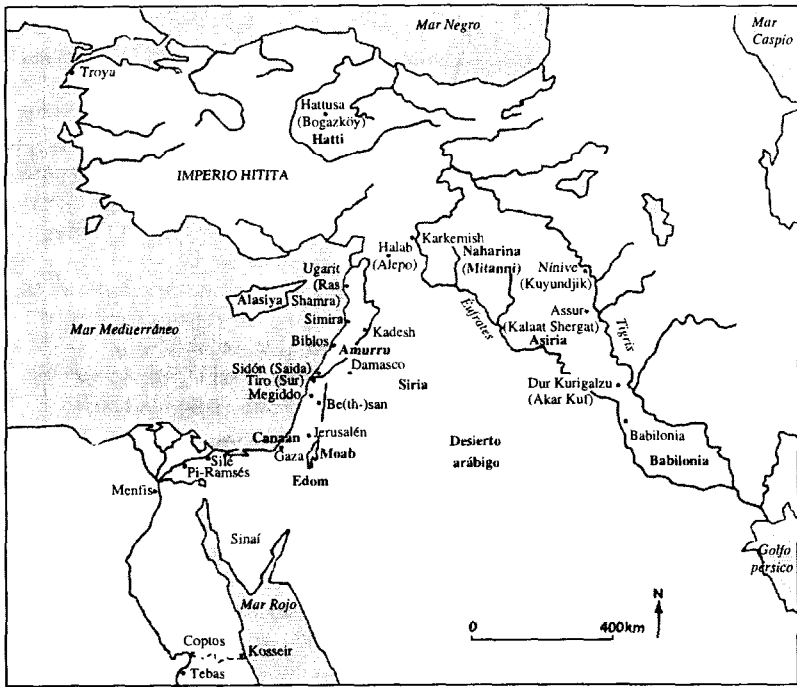 Mar Negro
Mar
Caspio
Troya
Hattusa
(Bogazköy)
Hatti
IMPERIO HITITA
Karkemish
Halab
(Alepo)
Naharina
(Mitanni)
Nínive
(Kuyundjik)
Ugarit
(Ras
Shamra)
Alasiya
Assur
(Kalaat Shergat)
Asiria
Éufrates
Tigris
Mar Mediterráneo
Simira
Kadesh
Biblos
Amurru
Damasco
Sidón (Saida)
Tiro (Sur)
Siria
Megiddo
Be(th-)san
Dur Kurigalzu
(Akar Kuf)
Canaán
Jerusalén
Desierto
arábigo
Babilonia
Gaza
Moab
Babilonia
Silé
Pi-Ramsés
Edom
Menfis
Sinaí
Golfo
pérsico
Mar Rojo
N
0
400km
Coptos
Kosseir
Tebas